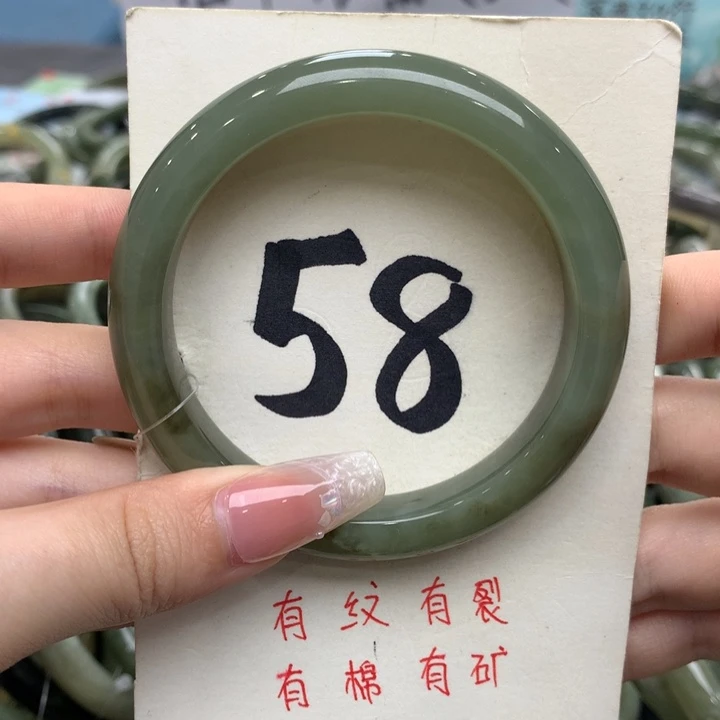 58
有 纹 有 裂
有 棉 有 矿